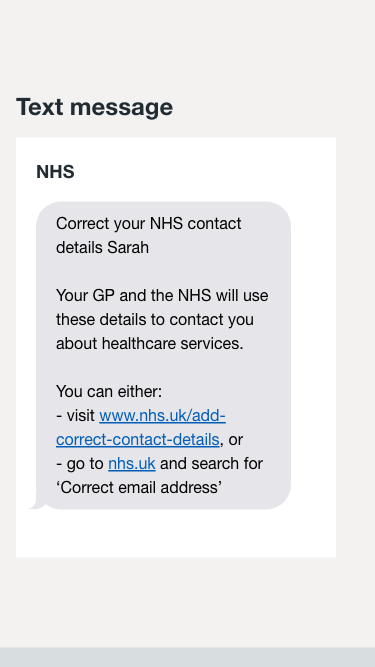 Text message
NHS
Correct your NHS contact
details Sarah
Your GP and the NHS will use
these details to contact you
about healthcare services.
You can either:
- visit www.nhs.uk/add-
correct-contact-details, or
- go to nhs.uk and search for
‘Correct email address’